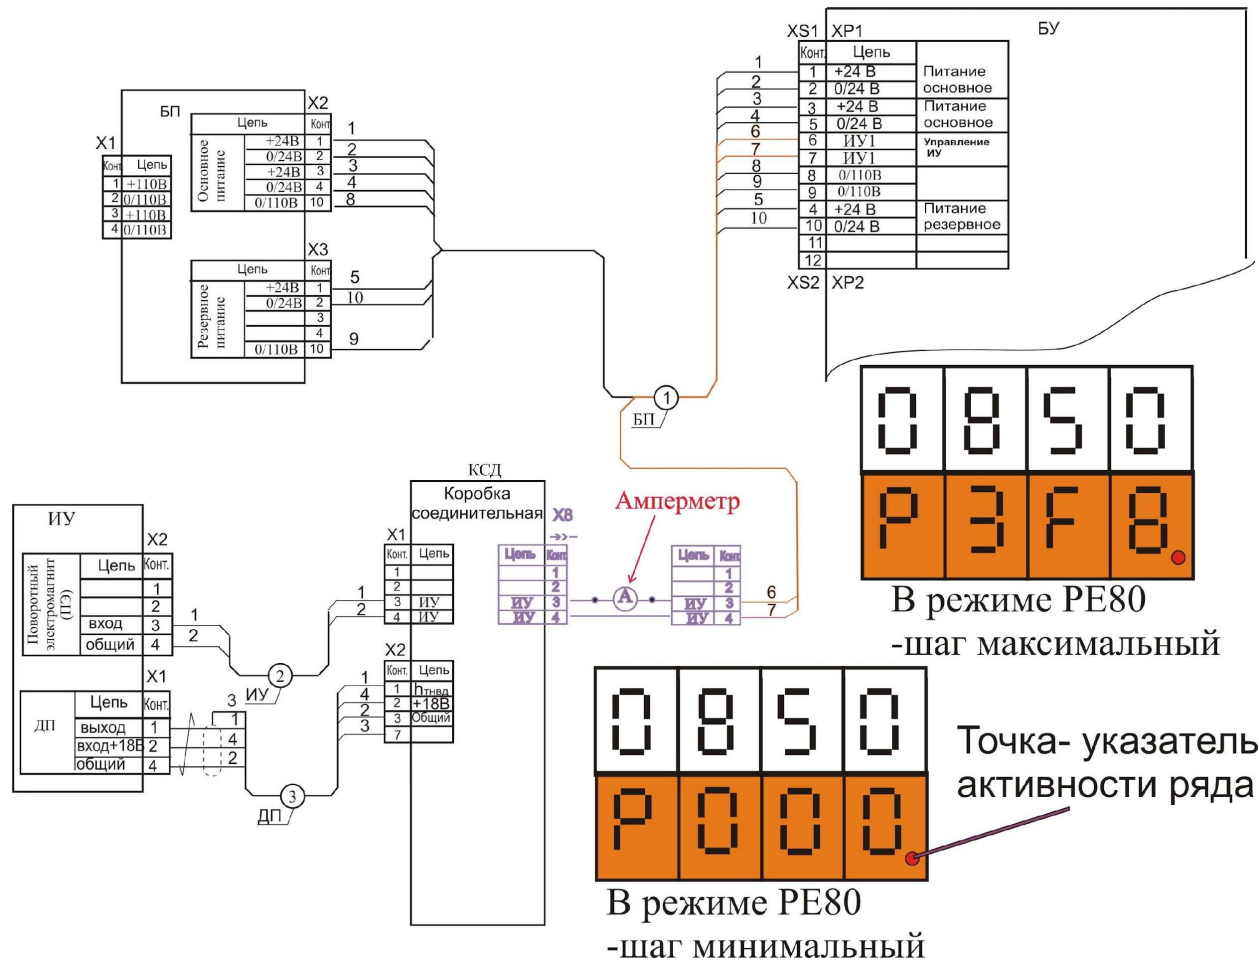 БУ
XS1 XP1
Конт. Цепь
1 1 +24 В Питание
2 2 0/24 В основное
3 3 +24 В Питание
4 5 0/24 В основное
6 6 ИУ1 Управление
7 7 ИУ1 ИУ
8 8 0/110В
9 9 0/110В
5 4 +24 В Питание
10 10 0/24 В резервное
11
12
XS2 XP2
БП
X1
Конт Цепь
1 +110В
2 0/110В
3 +110В
4 0/110В
X2
Цепь Конт
Основное питание
+24В 1 1
0/24В 2 2
+24В 3 3
0/24В 4 4
0/110В 10 8
X3
Цепь Конт
Резервное питание
+24В 1 5
0/24В 2 10
3
4
0/110В 10 9
1
БП
0850
P3F8.
В режиме РЕ80
-шаг максимальный
ИУ
X2
Цепь Конт.
Поворотный электромагнит (ПЭ)
1
2
вход 3 1
общий 4 2
X1
ДП
Цепь Конт.
3
выход 1 1
вход+18В 2 4
общий 4 2
2
ИУ
3
ДП
КСД
Коробка
соединительная
X1
Конт. Цепь
1
2
1 3 ИУ
2 4 ИУ
X2
Конт. Цепь
1 1 hтнвд
4 2 +18В
2 3 Общий
3 7
X8
Цепь Конт
1
2
ИУ 3
ИУ 4
Амперметр
А
Цепь Конт
1
2
ИУ 3 6
ИУ 4 7
0850
P000.
Точка- указатель
активности ряда
В режиме РЕ80
-шаг минимальный